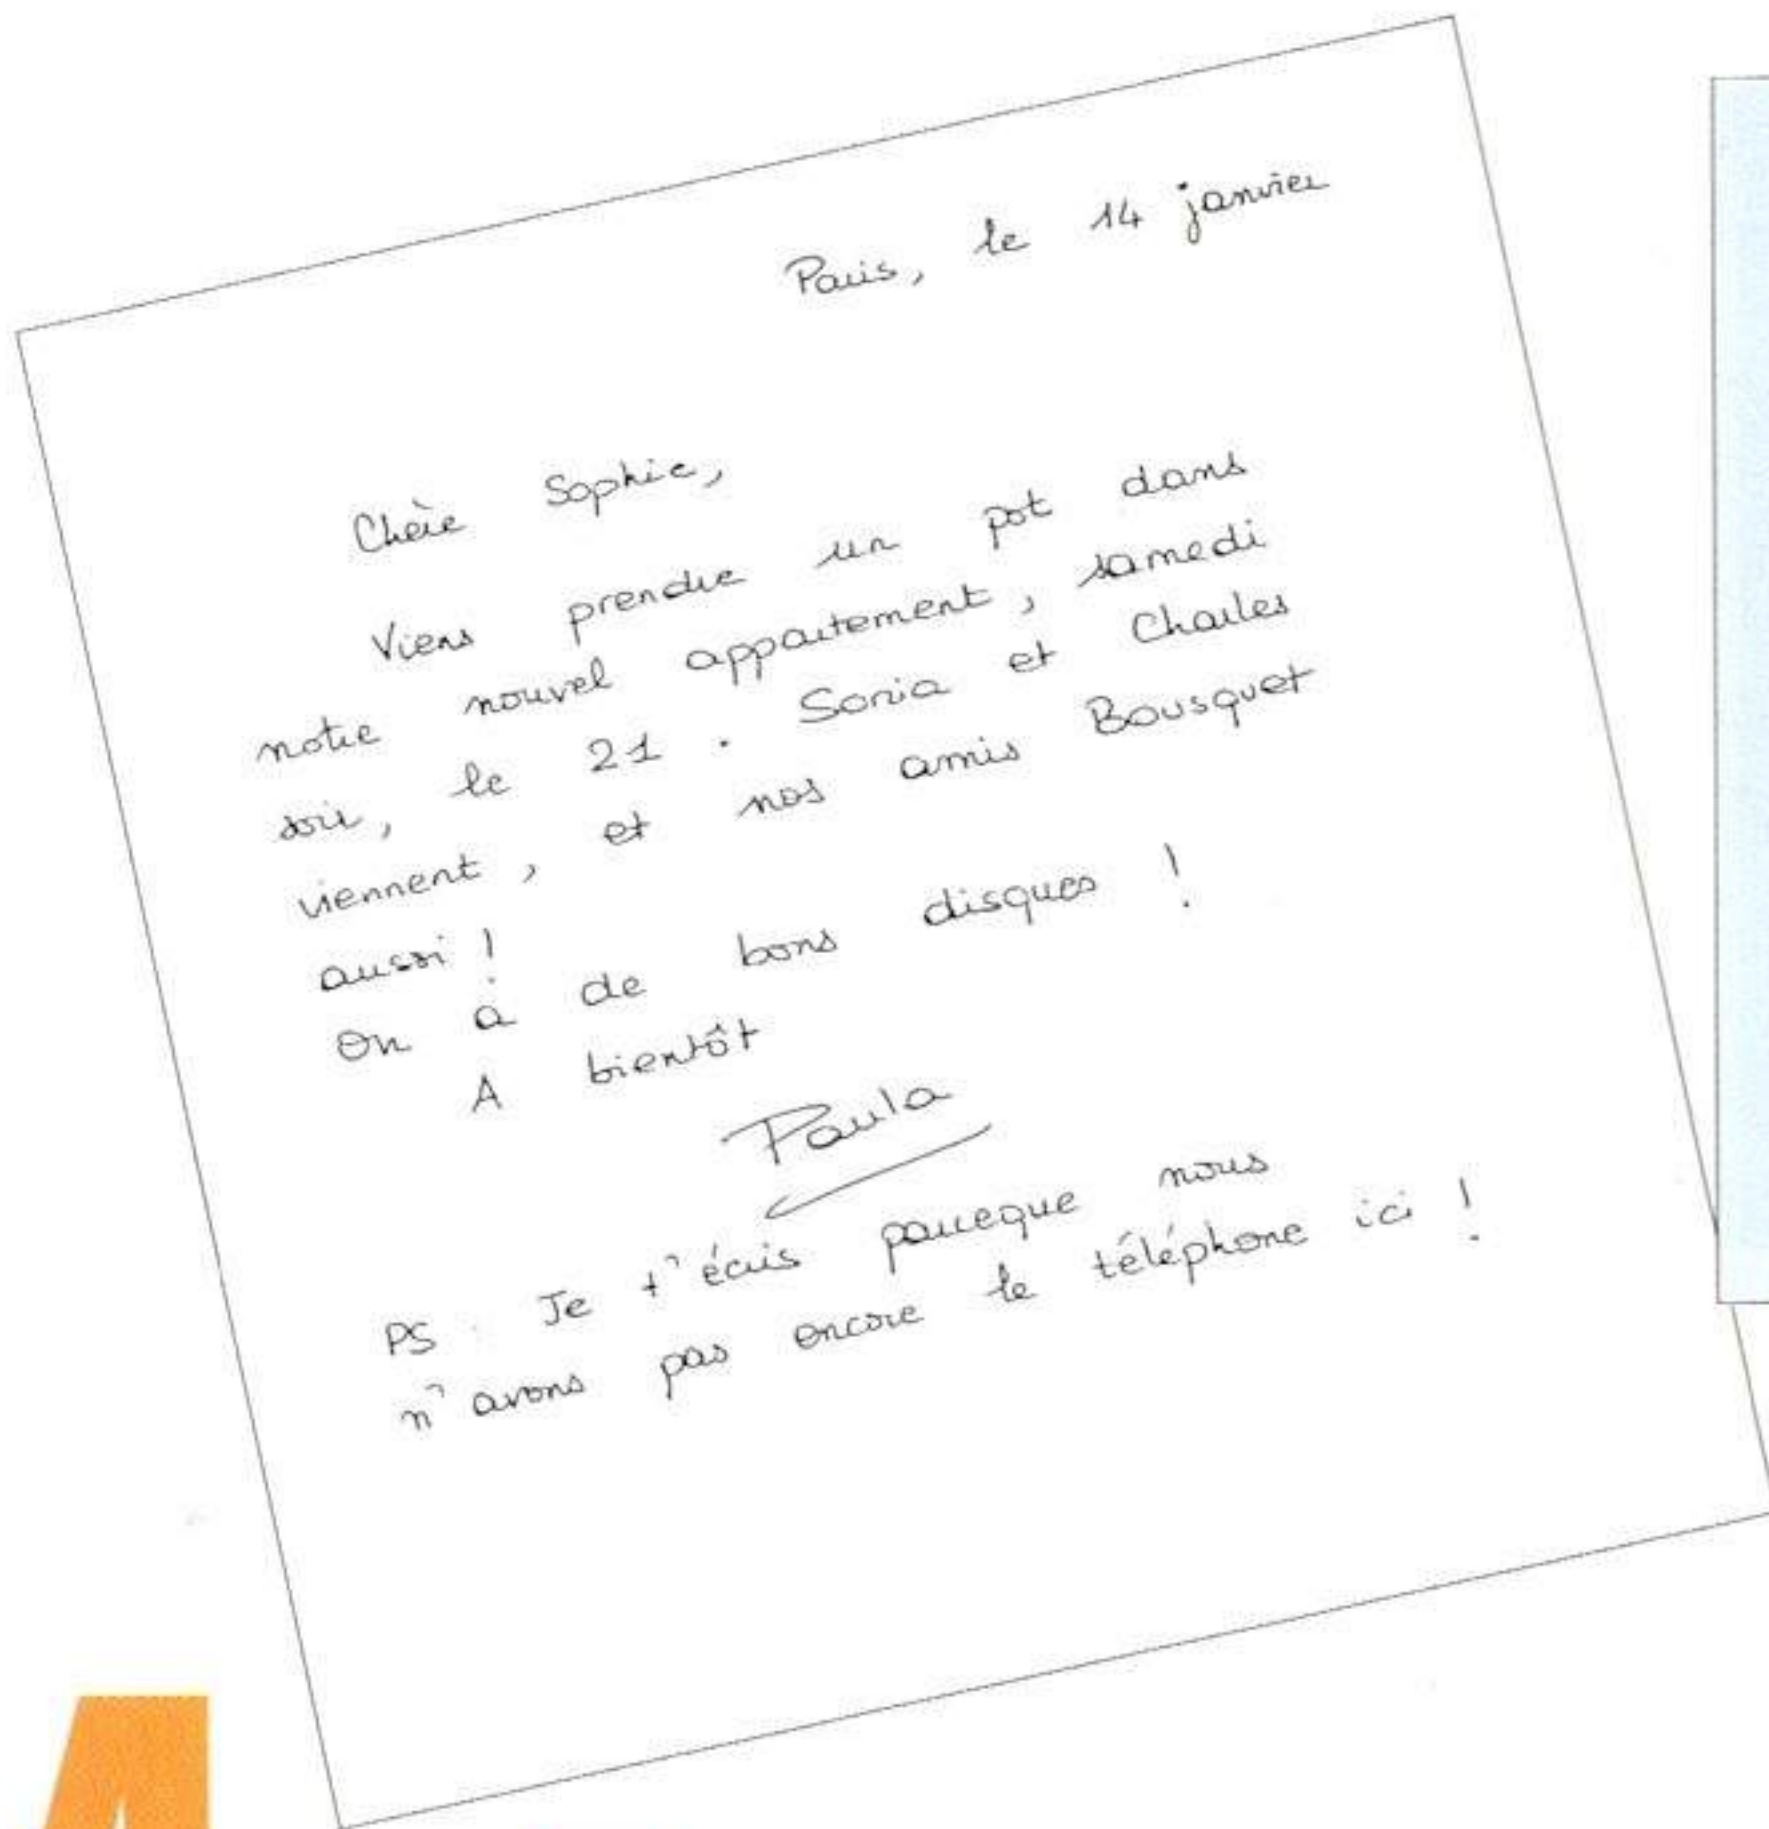 Paris, le 14 janvier
Chère Sophie,
Viens prendre un pot dans
notre nouvel appartement, samedi
soir, le 21. Sonia et Charles
viennent, et nos amis Bousquet
aussi !
On a de bons disques !
A bientôt
Paula
PS : Je t'écris parceque nous
n'avons pas encore le téléphone ici !